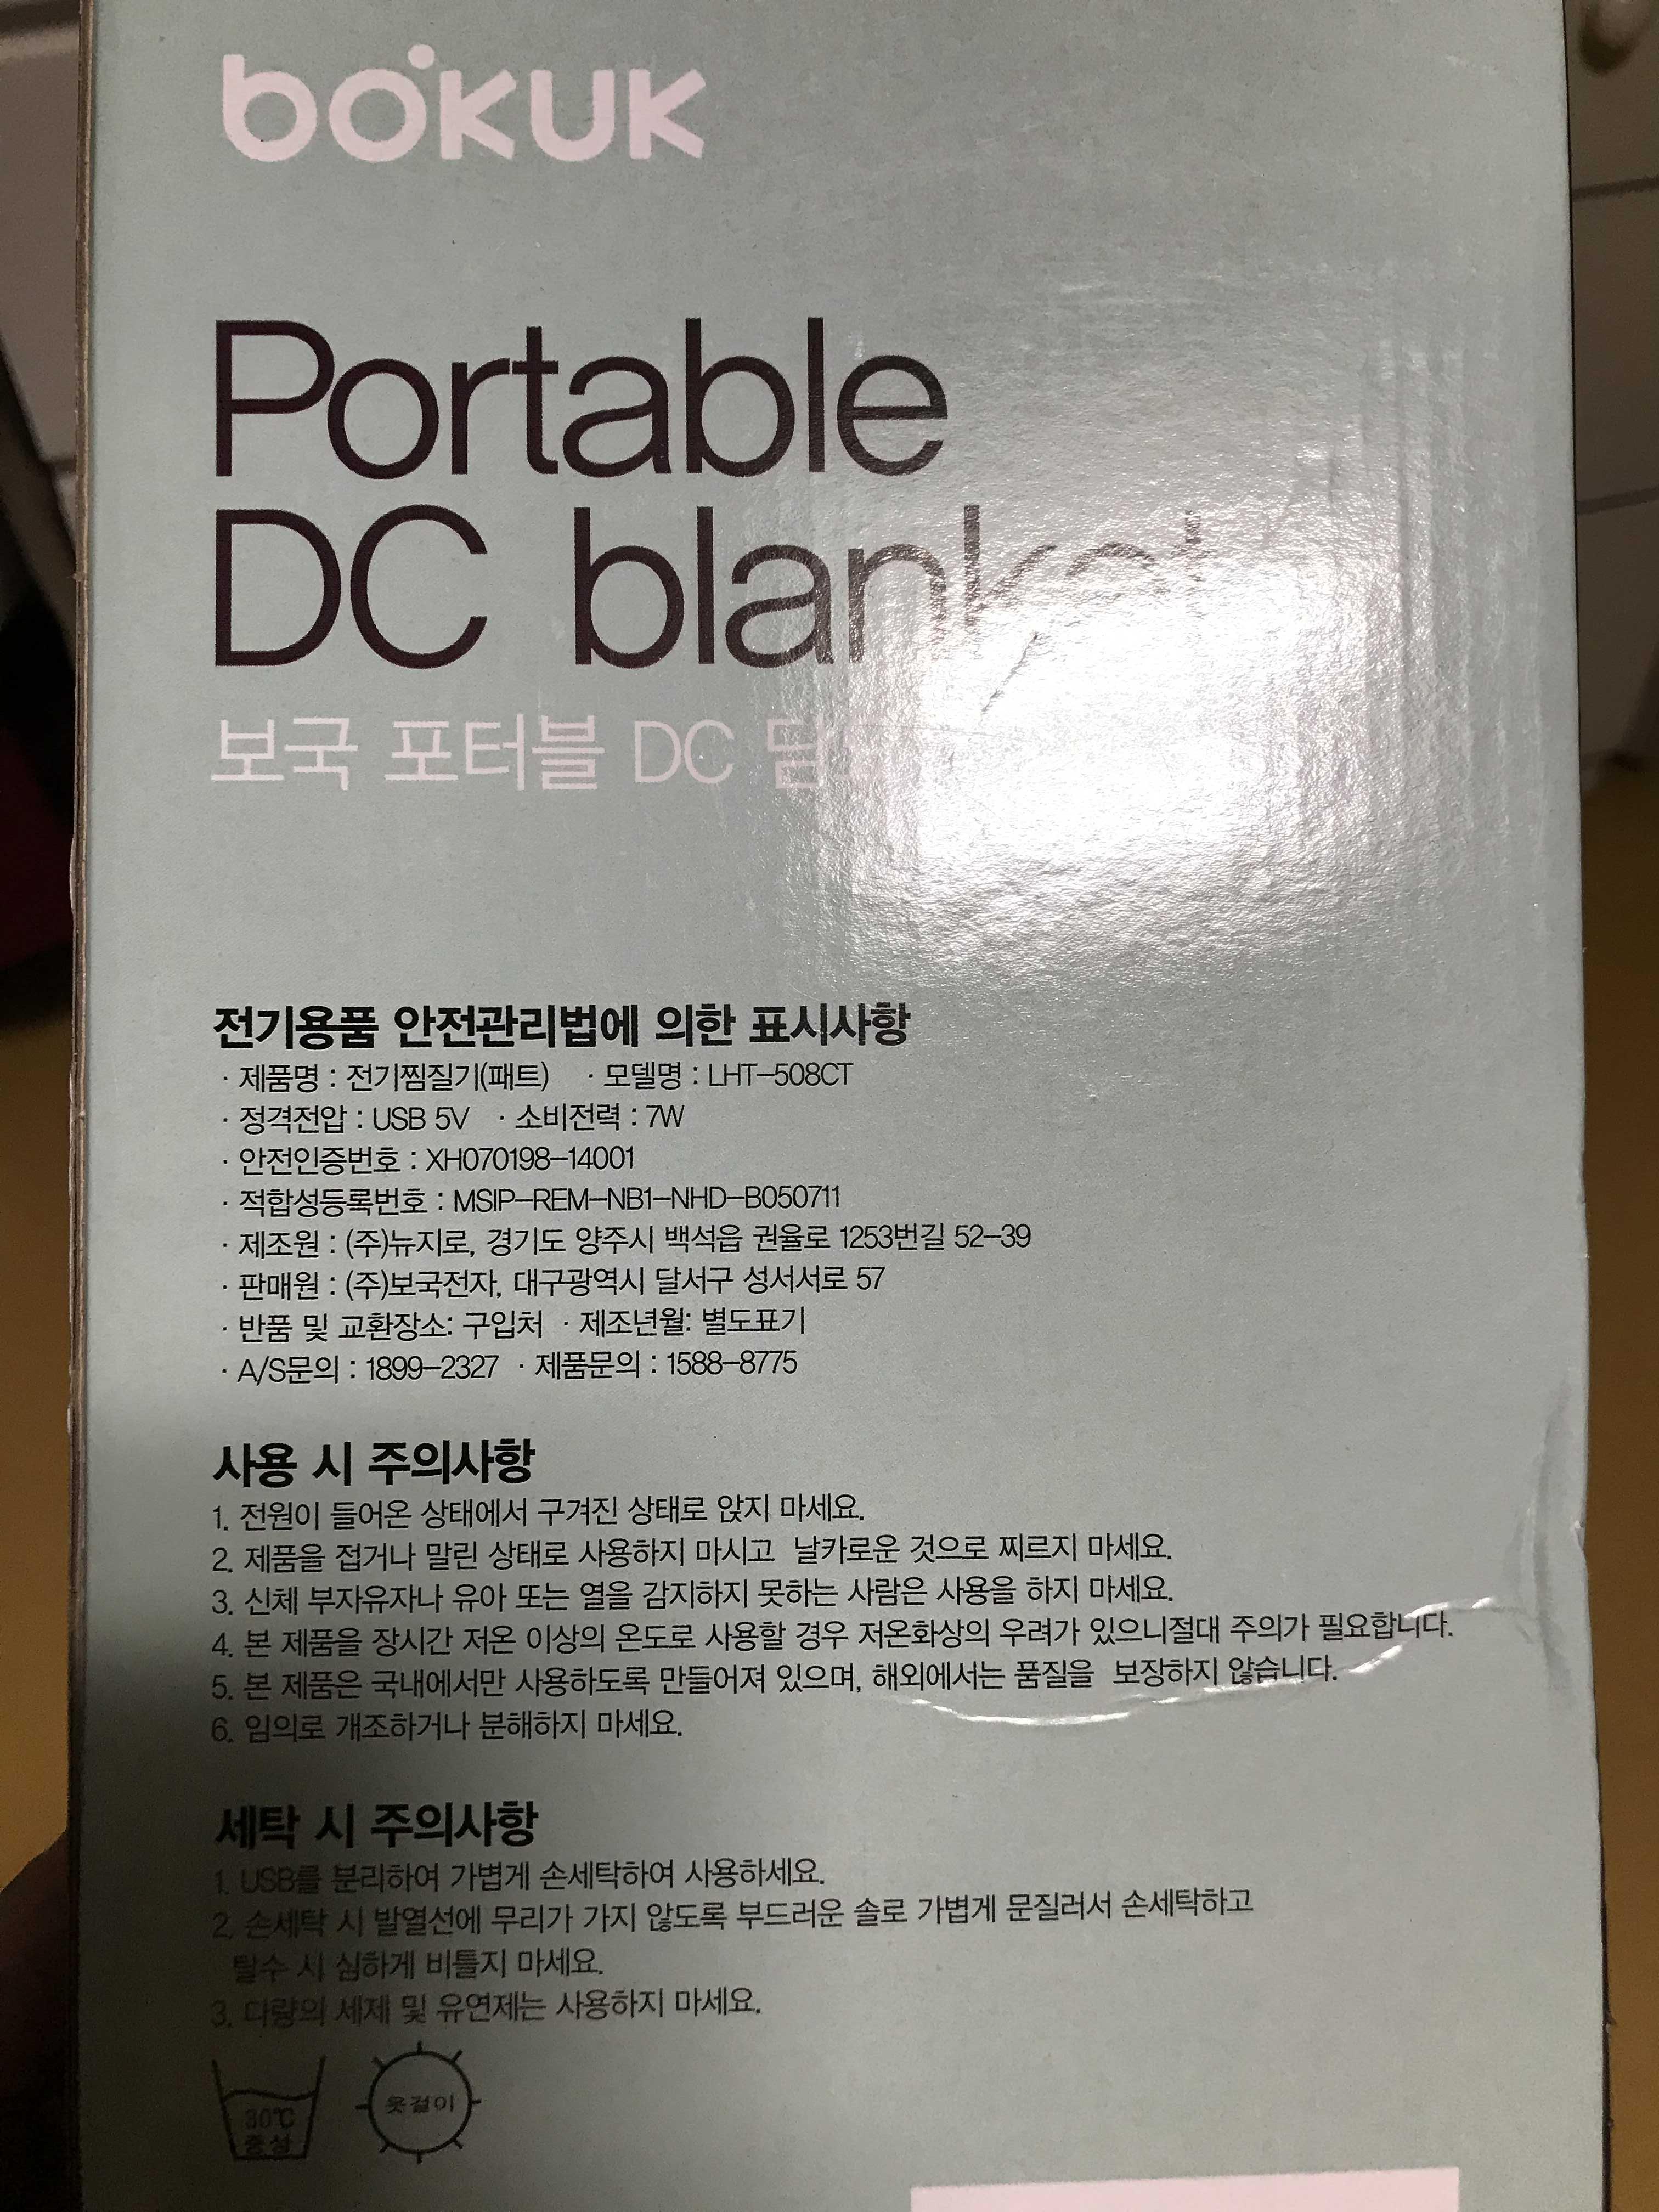 bokuk
Portable
DC blanket
보국 포터블 DC 담요
전기용품 안전관리법에 의한 표시사항
· 제품명 : 전기찜질기(패트) · 모델명 : LHT-508CT
· 정격전압 : USB 5V · 소비전력 : 7W
· 안전인증번호 : XH070198-14001
· 적합성등록번호 : MSIP-REM-NB1-NHD-B050711
· 제조원 : (주)뉴지로, 경기도 양주시 백석읍 권율로 1253번길 52-39
· 판매원 : (주)보국전자, 대구광역시 달서구 성서서로 57
· 반품 및 교환장소: 구입처 · 제조년월: 별도표기
· A/S문의 : 1899-2327 · 제품문의 : 1588-8775
사용 시 주의사항
1. 전원이 들어온 상태에서 구겨진 상태로 앉지 마세요.
2. 제품을 접거나 말린 상태로 사용하지 마시고 날카로운 것으로 찌르지 마세요.
3. 신체 부자유자나 유아 또는 열을 감지하지 못하는 사람은 사용을 하지 마세요.
4. 본 제품을 장시간 저온 이상의 온도로 사용할 경우 저온화상의 우려가 있으니절대 주의가 필요합니다.
5. 본 제품은 국내에서만 사용하도록 만들어져 있으며, 해외에서는 품질을 보장하지 않습니다.
6. 임의로 개조하거나 분해하지 마세요.
세탁 시 주의사항
1. USB를 분리하여 가볍게 손세탁하여 사용하세요.
2. 손세탁 시 발열선에 무리가 가지 않도록 부드러운 솔로 가볍게 문질러서 손세탁하고
탈수 시 심하게 비틀지 마세요.
3. 다량의 세제 및 유연제는 사용하지 마세요.
30℃ 옷걸이
중성